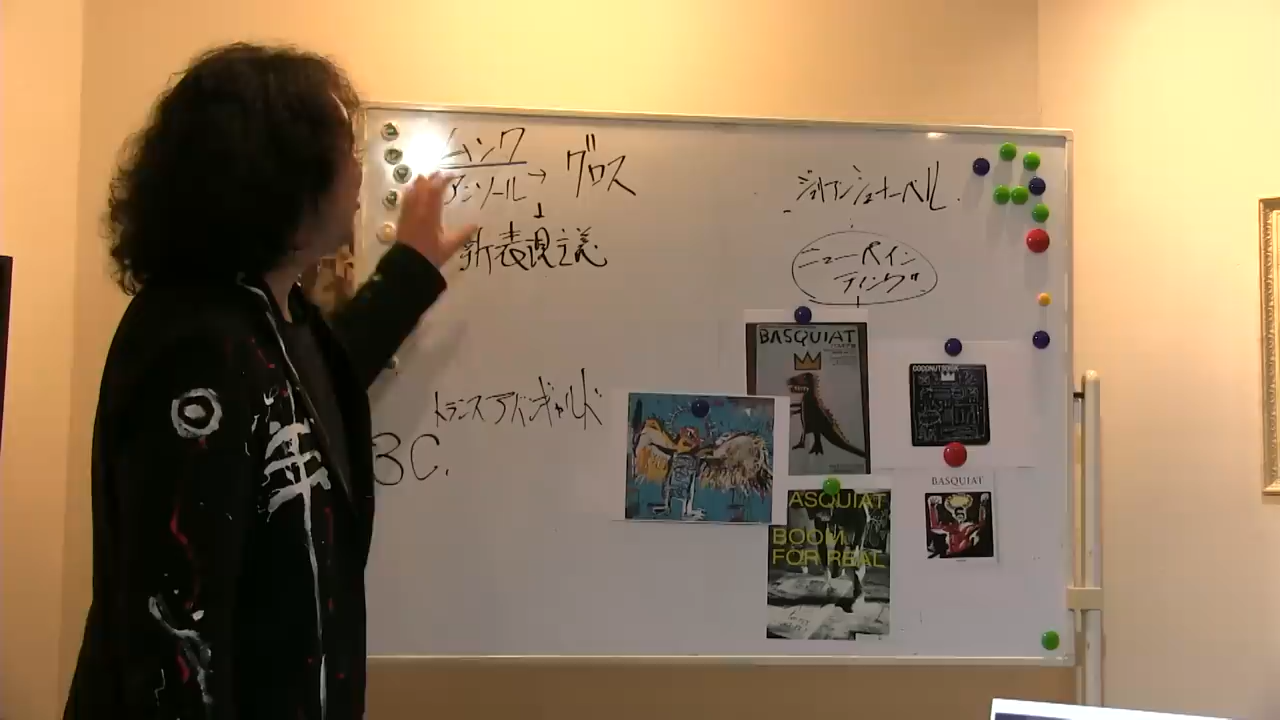 ムンク
アンソール → グロス
↓
新表現主義
ジュリアンシュナーベル.
ニューペイン
ティング
トランスアバンギャルド
3C.
BASQUIAT
COCONUTBOOK
ASQUIAT
BOOM
FOR REAL
BASQUIAT
年